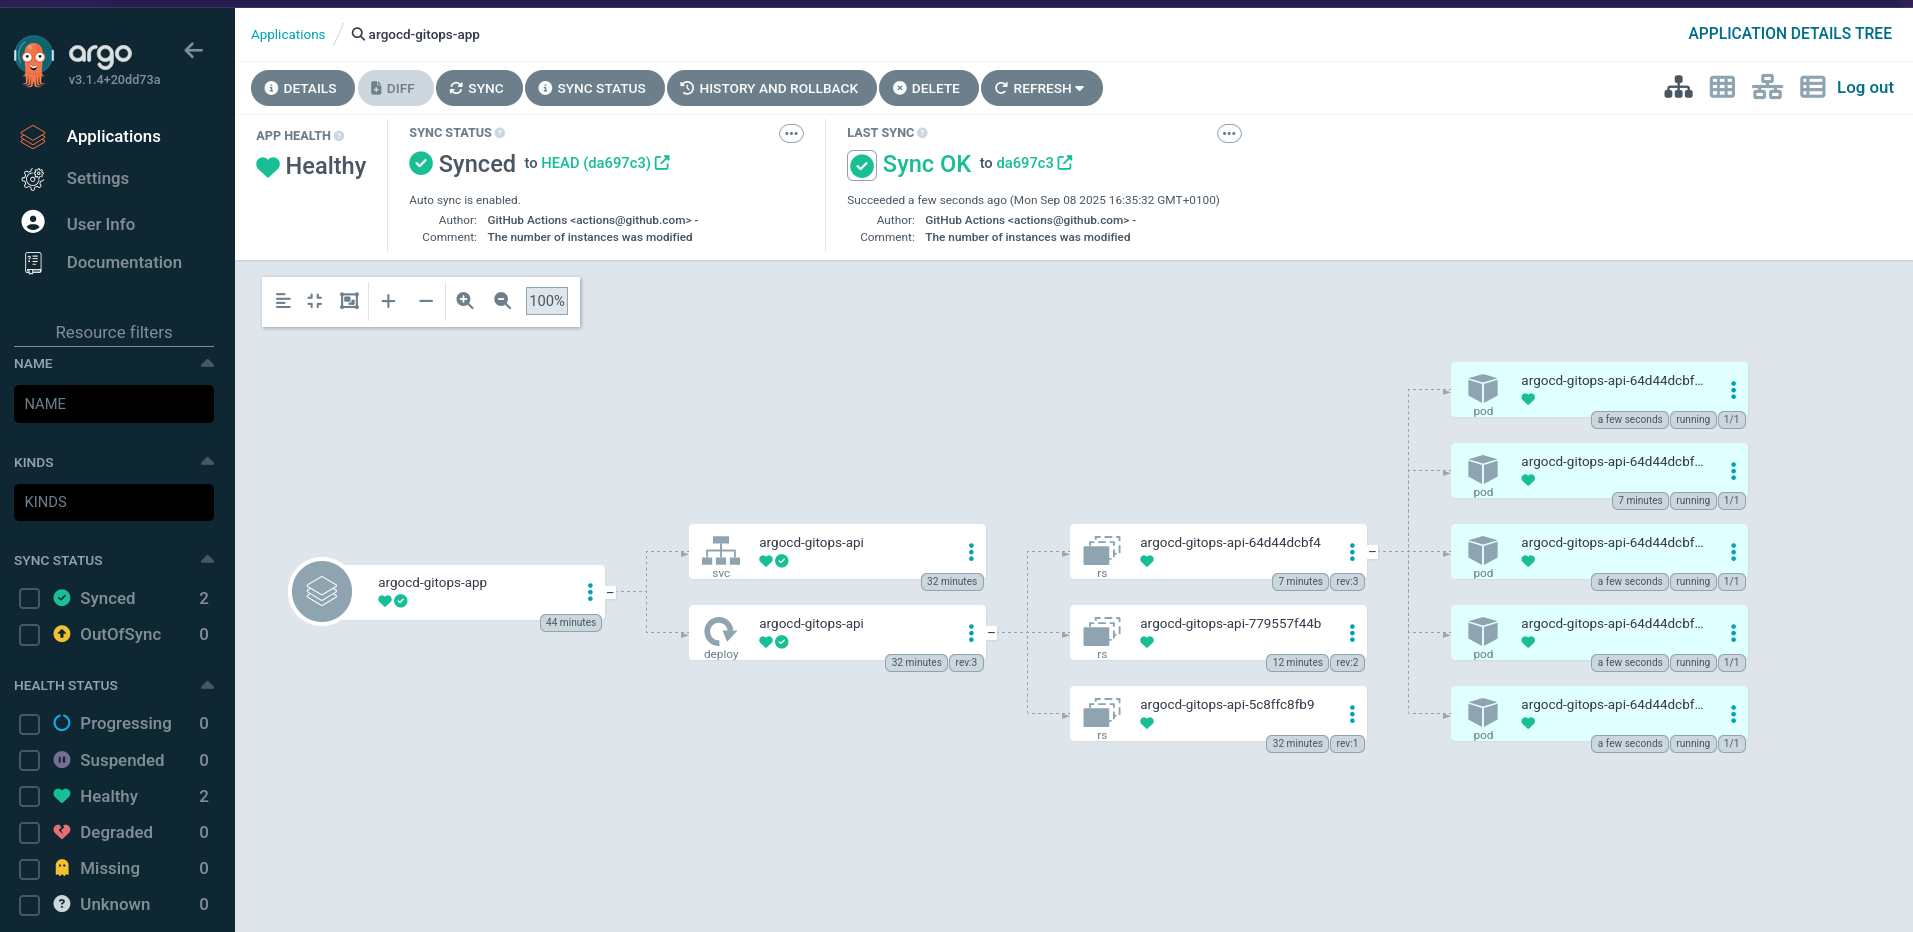 argo
v3.1.4+20dd73a
Applications
Settings
User Info
Documentation
Resource filters
NAME
NAME
KINDS
KINDS
SYNC STATUS
Synced 2
OutOfSync 0
HEALTH STATUS
Progressing 0
Suspended 0
Healthy 2
Degraded 0
Missing 0
Unknown 0
Applications / argocd-gitops-app
APPLICATION DETAILS TREE
DETAILS DIFF SYNC SYNC STATUS HISTORY AND ROLLBACK DELETE REFRESH
Log out
APP HEALTH
Healthy
SYNC STATUS
Synced to HEAD (da697c3)
Auto sync is enabled.
Author: GitHub Actions <actions@github.com> -
Comment: The number of instances was modified
LAST SYNC
Sync OK to da697c3
Succeeded a few seconds ago (Mon Sep 08 2025 16:35:32 GMT+0100)
Author: GitHub Actions <actions@github.com> -
Comment: The number of instances was modified
100%
argocd-gitops-app
44 minutes
argocd-gitops-api
svc
32 minutes
argocd-gitops-api
deploy
32 minutes rev:3
argocd-gitops-api-64d44dcbf4
rs
7 minutes rev:3
argocd-gitops-api-779557f44b
rs
12 minutes rev:2
argocd-gitops-api-5c8ffc8fb9
rs
32 minutes rev:1
argocd-gitops-api-64d44dcbf…
pod
a few seconds running 1/1
argocd-gitops-api-64d44dcbf…
pod
7 minutes running 1/1
argocd-gitops-api-64d44dcbf…
pod
a few seconds running 1/1
argocd-gitops-api-64d44dcbf…
pod
a few seconds running 1/1
argocd-gitops-api-64d44dcbf…
pod
a few seconds running 1/1